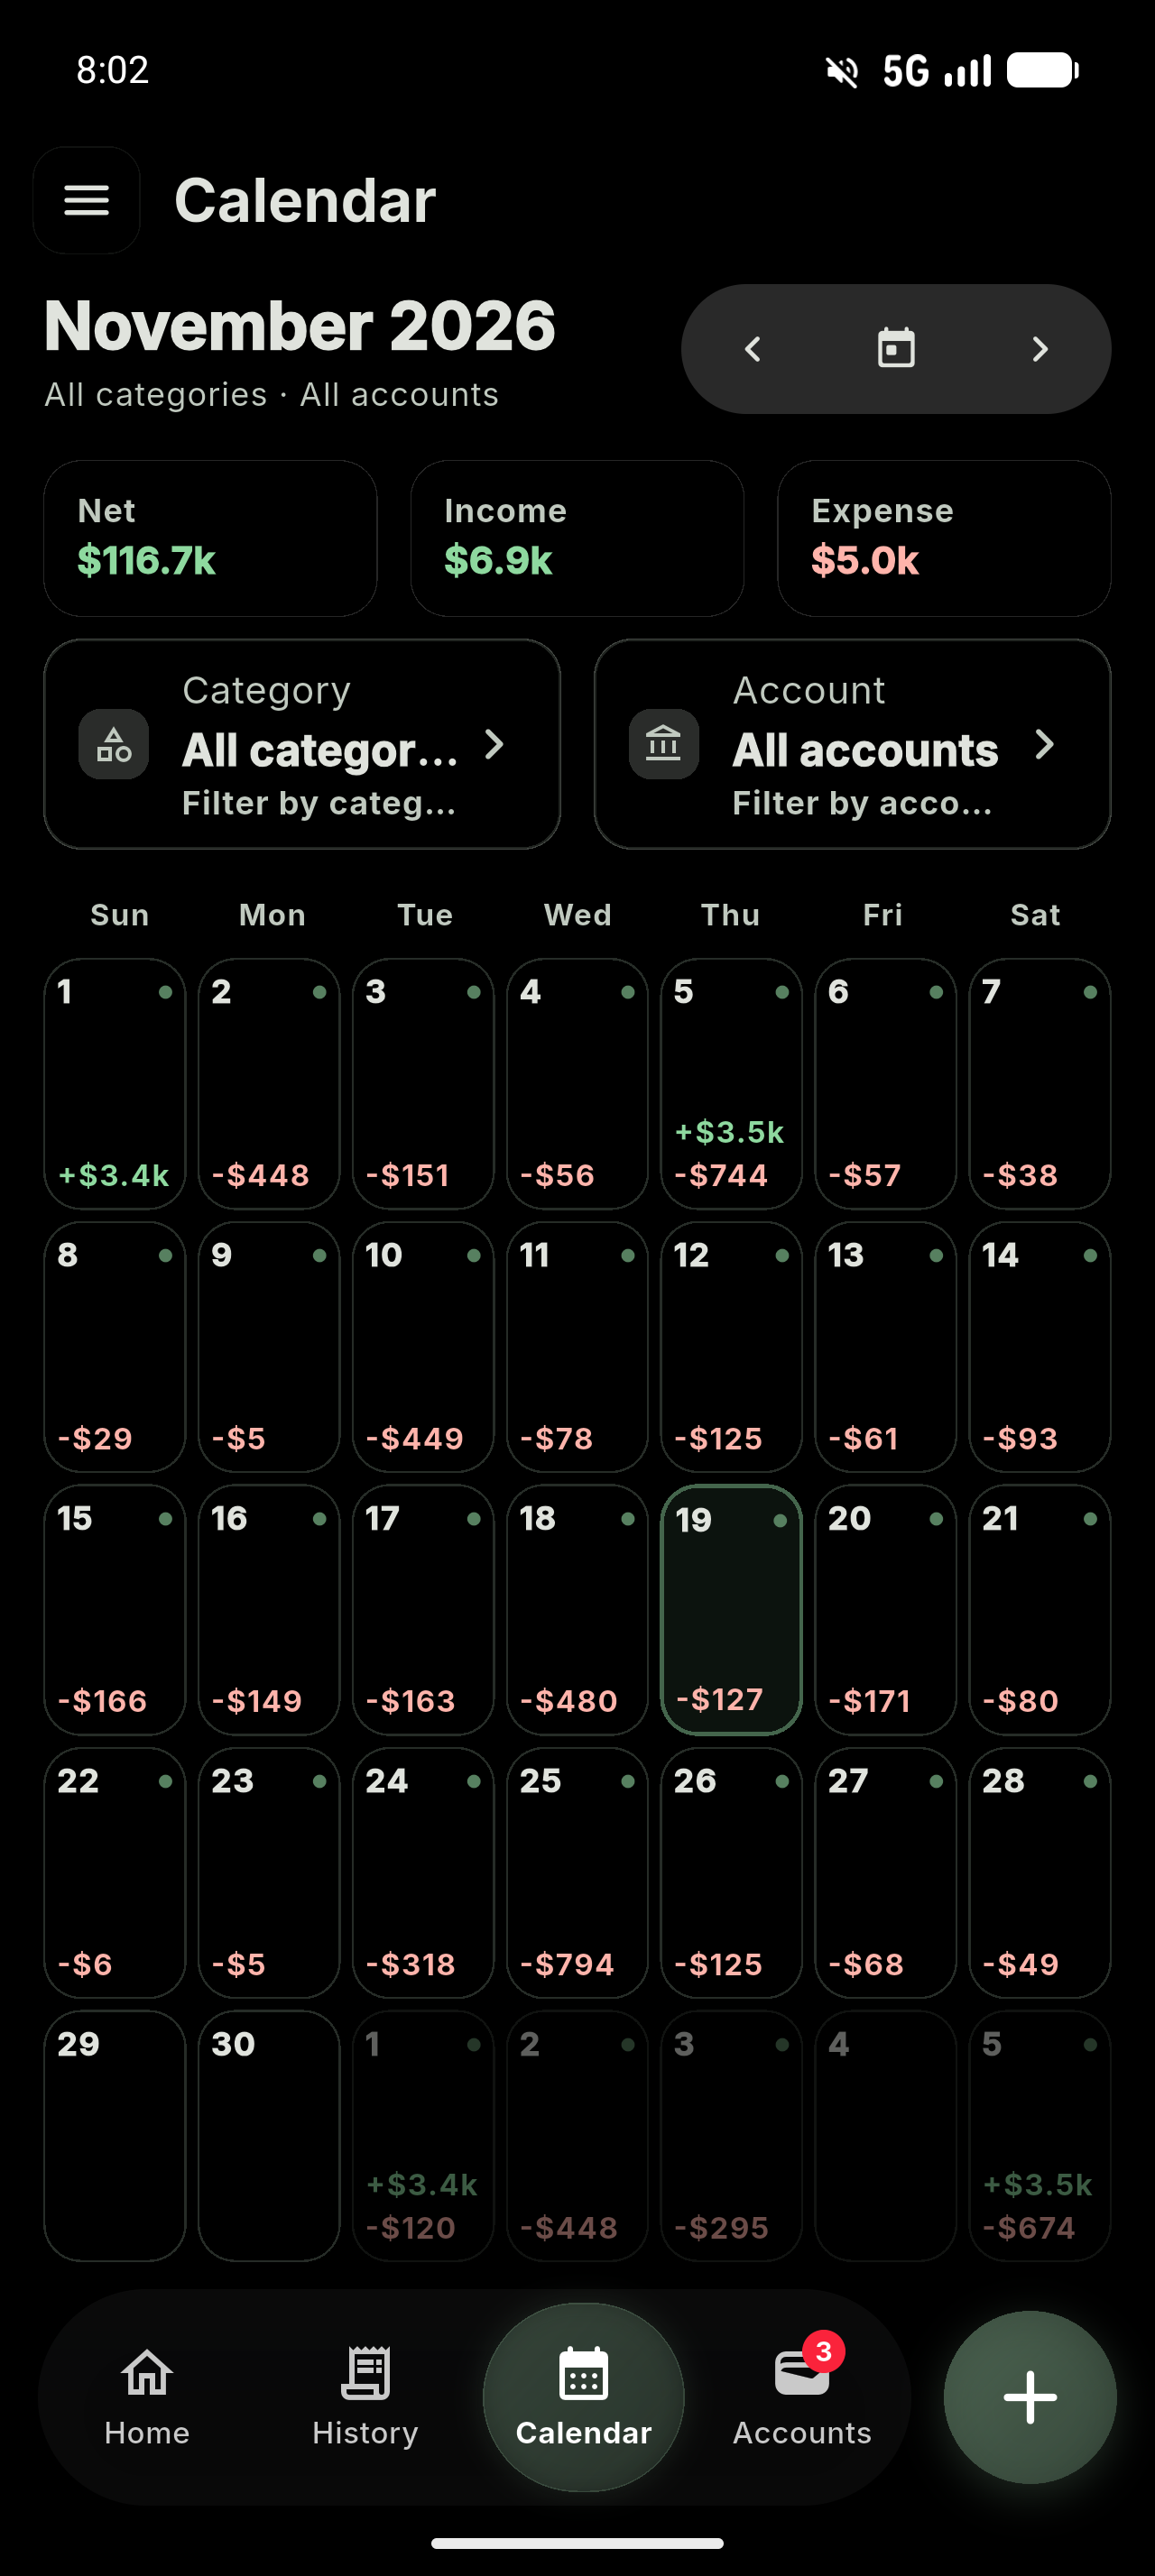 8:02 5G
Calendar
November 2026
All categories · All accounts
Net Income Expense
$116.7k $6.9k $5.0k
Category Account
All categor... All accounts
Filter by categ... Filter by acco...
Sun Mon Tue Wed Thu Fri Sat
1 2 3 4 5 6 7
+$3.5k
+$3.4k -$448 -$151 -$56 -$744 -$57 -$38
8 9 10 11 12 13 14
-$29 -$5 -$449 -$78 -$125 -$61 -$93
15 16 17 18 19 20 21
-$166 -$149 -$163 -$480 -$127 -$171 -$80
22 23 24 25 26 27 28
-$6 -$5 -$318 -$794 -$125 -$68 -$49
29 30 1 2 3 4 5
+$3.4k +$3.5k
-$120 -$448 -$295 -$674
3
Home History Calendar Accounts